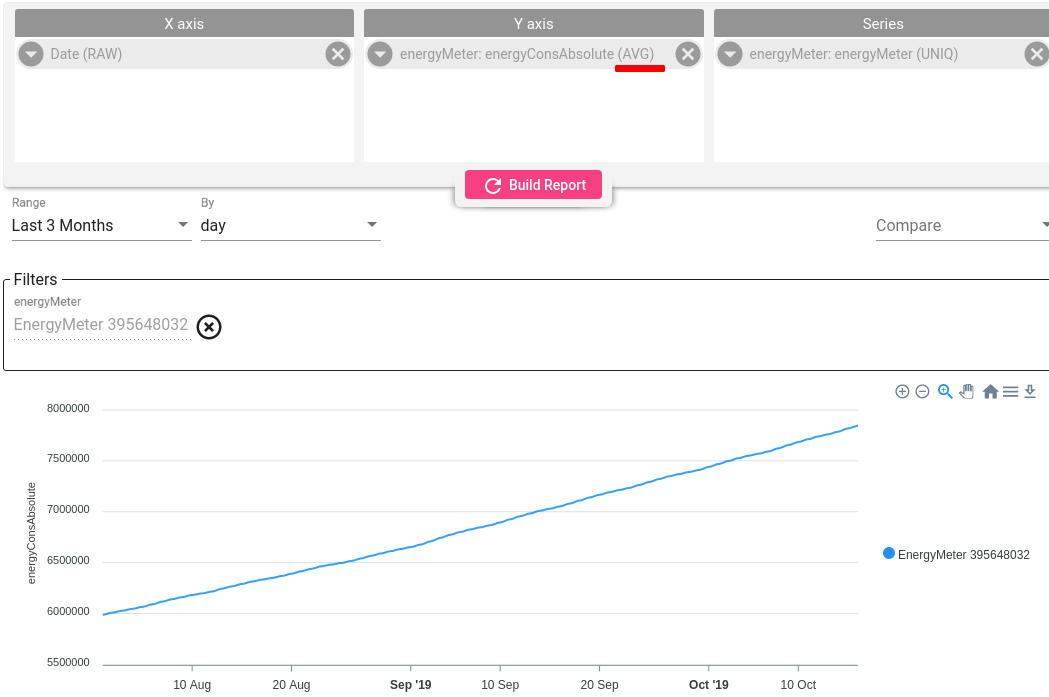 X axis
Y axis
Series
Date (RAW)
energyMeter: energyConsAbsolute (AVG)
energyMeter: energyMeter (UNIQ)
Build Report
Range
By
Last 3 Months
day
Compare
Filters
energyMeter
EnergyMeter 395648032
8000000
7500000
7000000
6500000
6000000
5500000
energyConsAbsolute
EnergyMeter 395648032
10 Aug
20 Aug
Sep '19
10 Sep
20 Sep
Oct '19
10 Oct